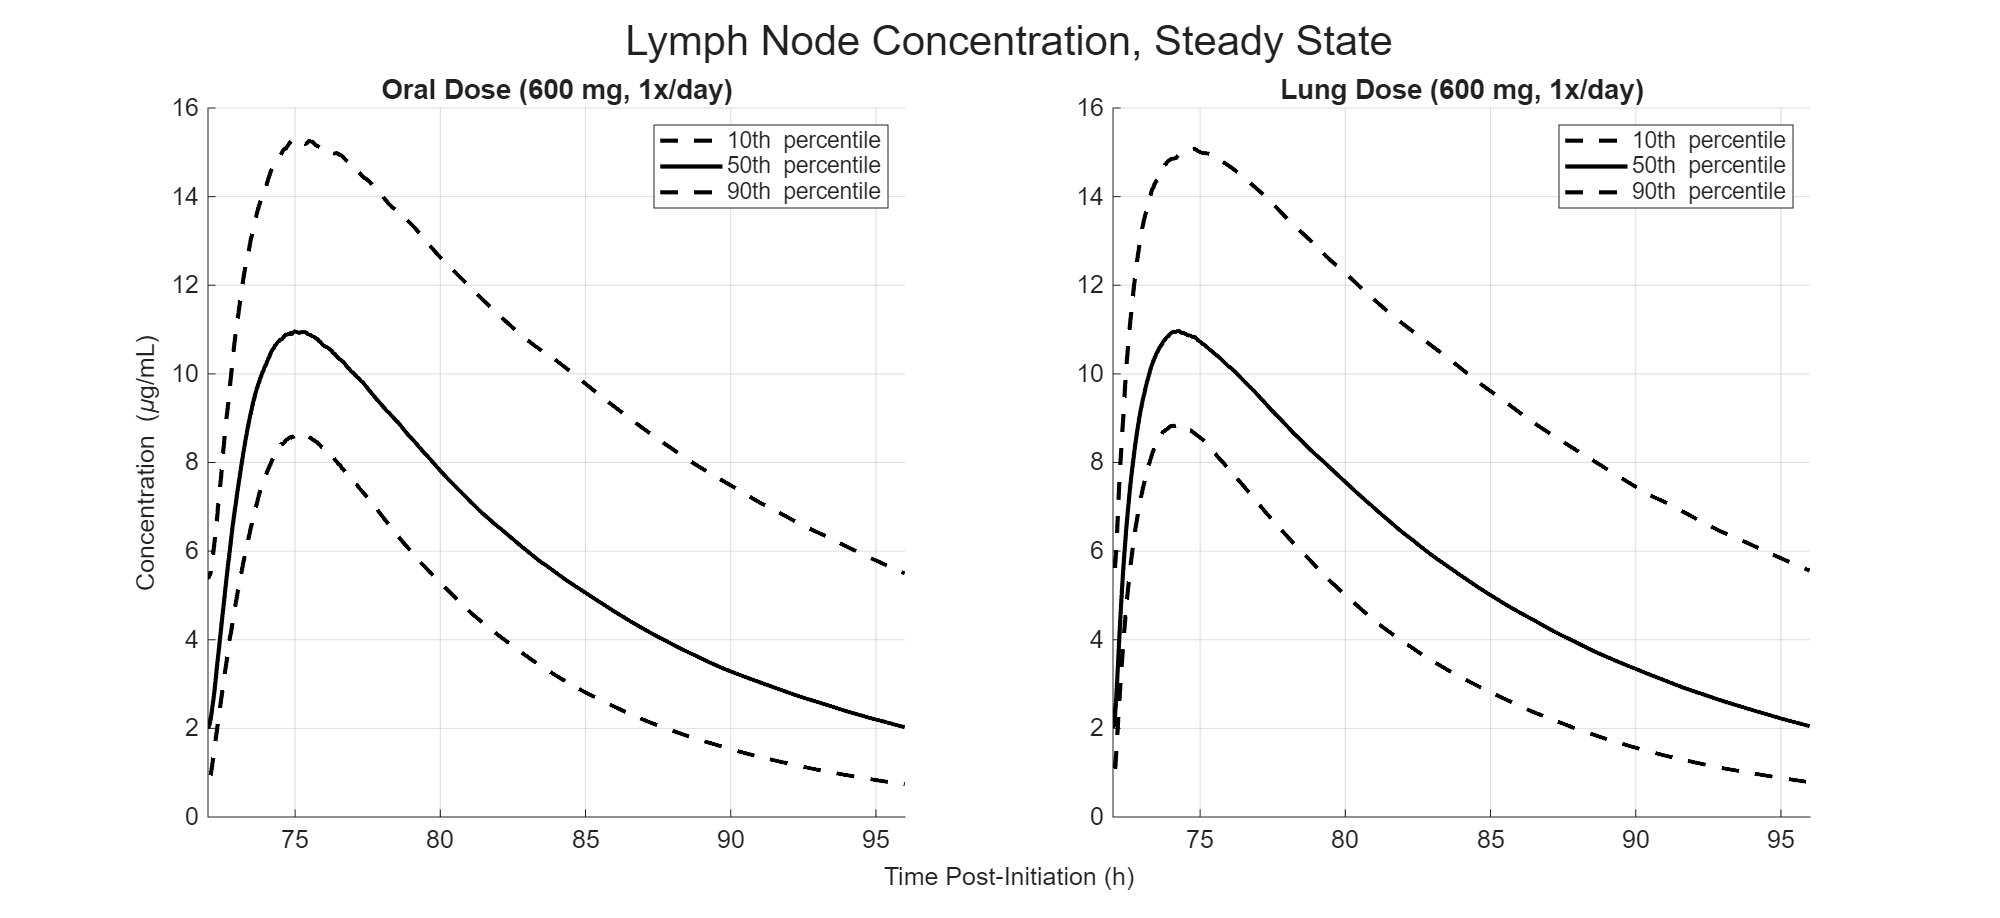 Lymph Node Concentration, Steady State
Oral Dose (600 mg, 1x/day)
16
14
12
10
8
6
4
2
0
75
80
85
90
95
10th percentile
50th percentile
90th percentile
Concentration (μg/mL)
Lung Dose (600 mg, 1x/day)
16
14
12
10
8
6
4
2
0
75
80
85
90
95
10th percentile
50th percentile
90th percentile
Time Post-Initiation (h)